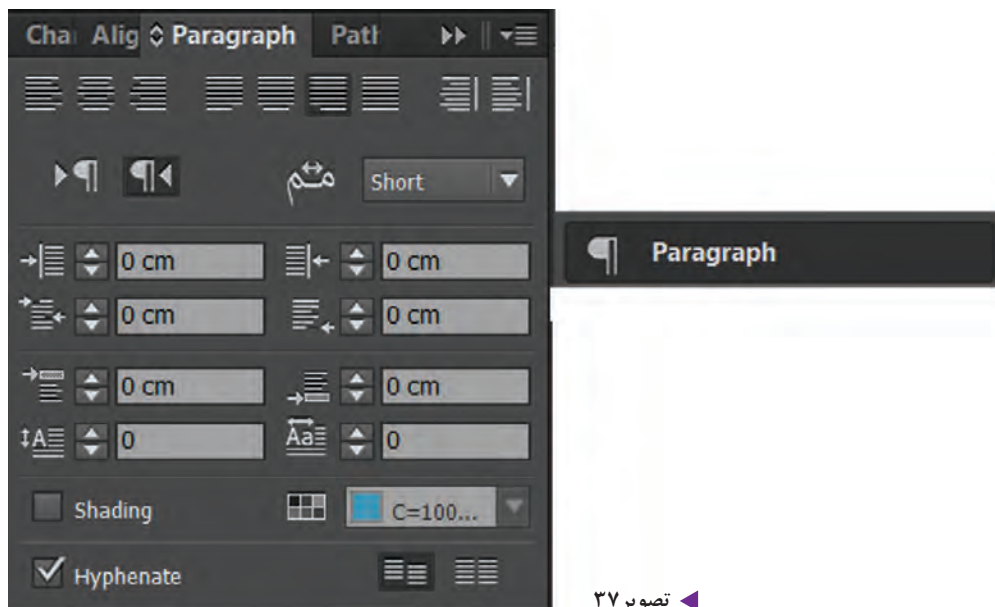 Cha Alig Paragraph Path
متم Short
Paragraph
0 cm 0 cm
0 cm 0 cm
0 cm 0 cm
0 0
Shading C=100...
Hyphenate
تصویر ۳۷